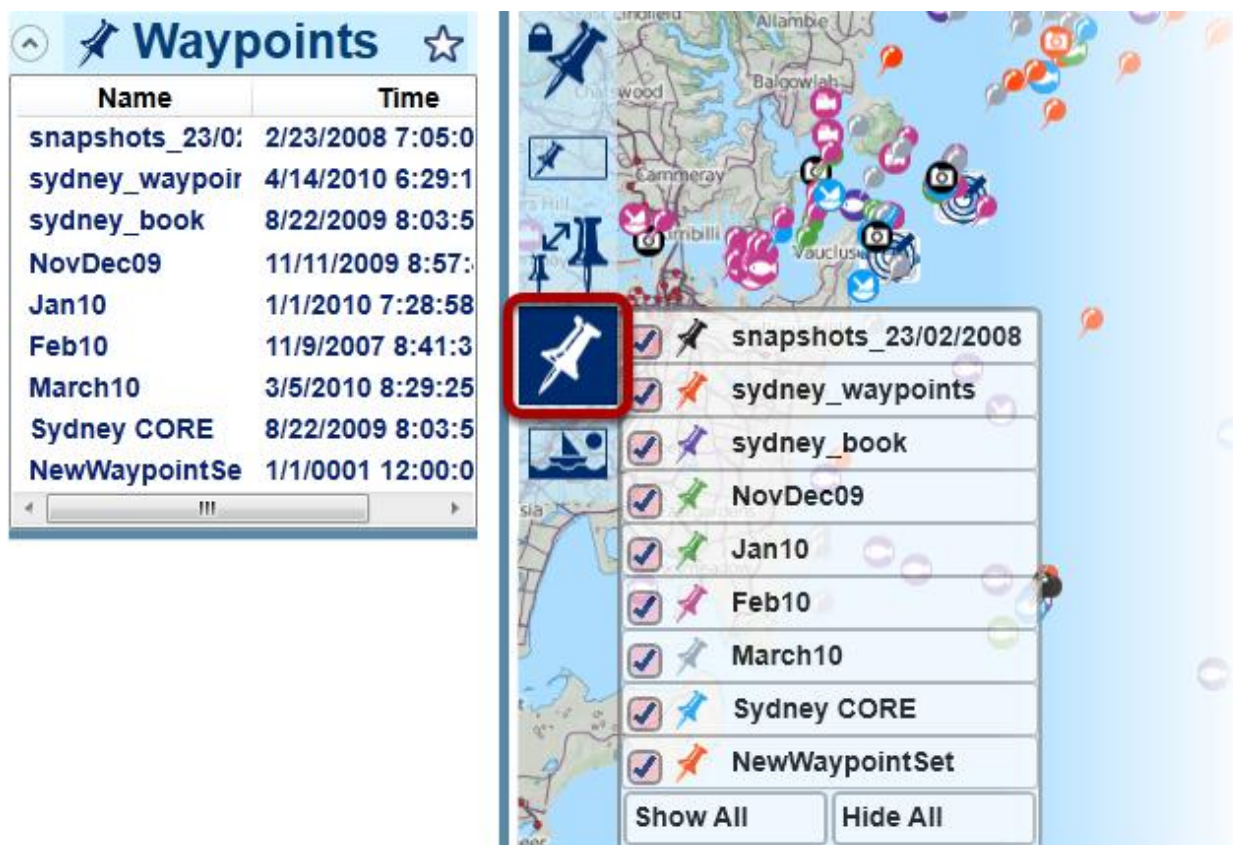 Waypoints
Name Time
snapshots_23/02 2/23/2008 7:05:0
sydney_waypoir 4/14/2010 6:29:1
sydney_book 8/22/2009 8:03:5
NovDec09 11/11/2009 8:57:
Jan10 1/1/2010 7:28:58
Feb10 11/9/2007 8:41:3
March10 3/5/2010 8:29:25
Sydney CORE 8/22/2009 8:03:5
NewWaypointSe 1/1/0001 12:00:0
Allambie
wood
Balgowlah
Cammeray
rs Hill
Vaucluse
snapshots_23/02/2008
sydney_waypoints
sydney_book
NovDec09
Jan10
Feb10
March10
Sydney CORE
NewWaypointSet
Show All Hide All